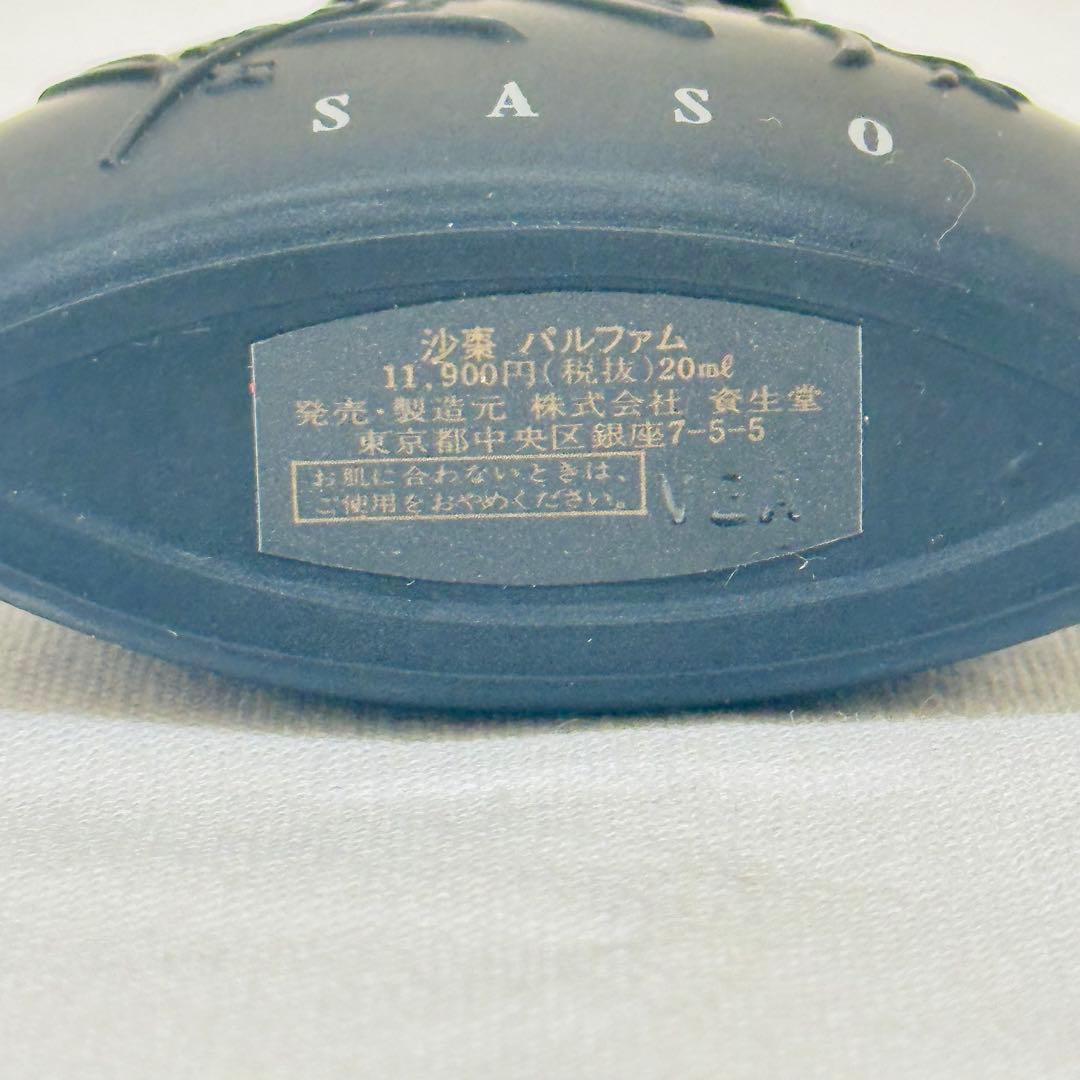 SASO
沙棗 パルファム
11,900円(税抜)20mℓ
発売・製造元 株式会社 資生堂
東京都中央区銀座7-5-5
お肌に合わないときは、
ご使用をおやめください。